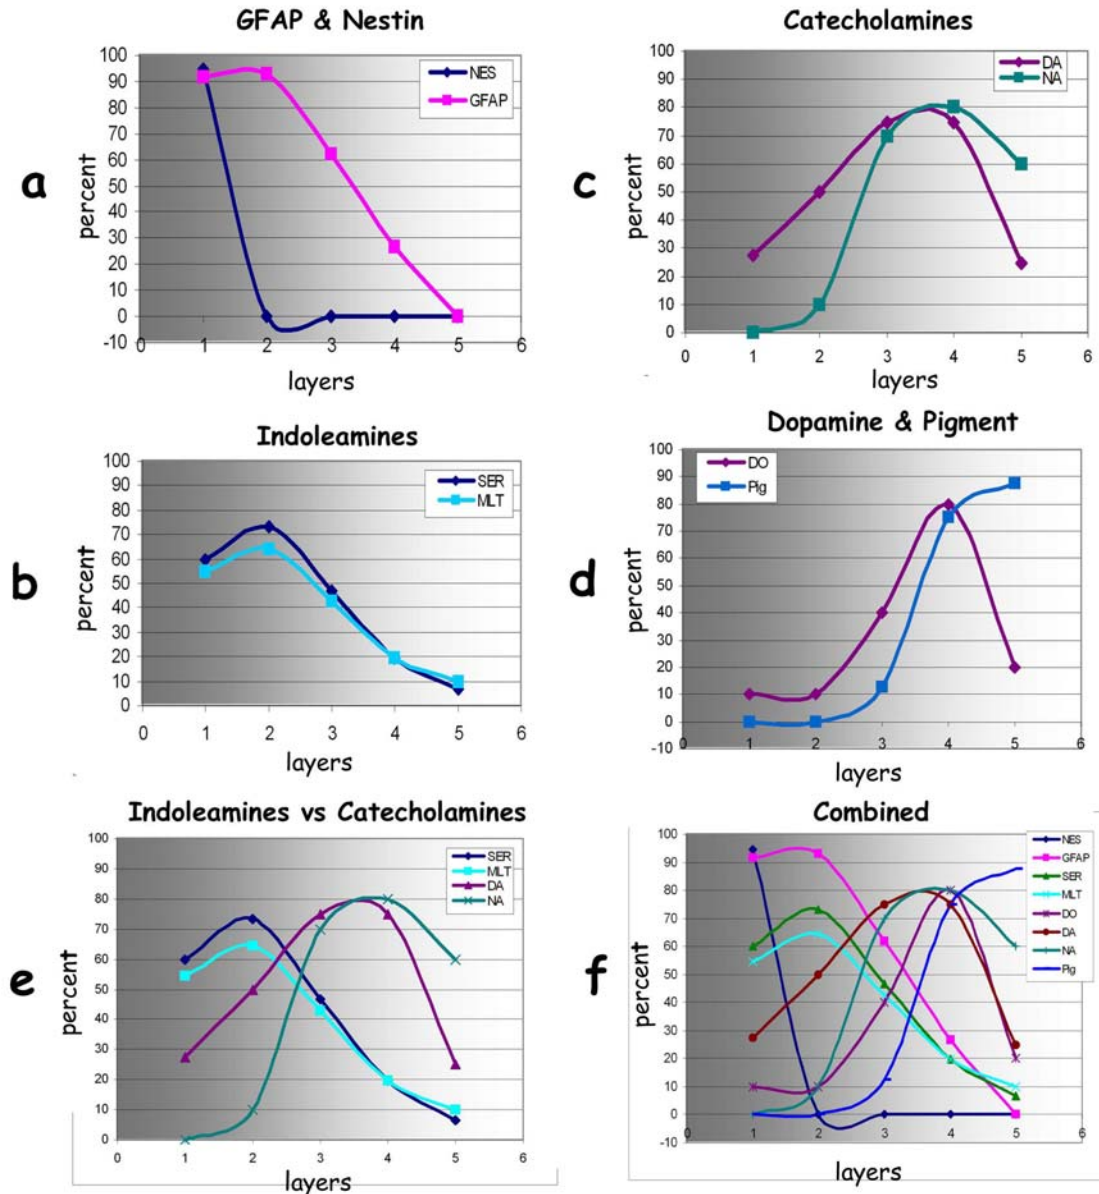 GFAP & Nestin
100
90
80
70
60
50
40
30
20
10
0
-10
percent
NES
GFAP
0 1 2 3 4 5 6
layers
a
Catecholamines
100
90
80
70
60
50
40
30
20
10
0
percent
DA
NA
0 1 2 3 4 5 6
layers
c
Indoleamines
100
90
80
70
60
50
40
30
20
10
0
percent
SER
MLT
0 1 2 3 4 5 6
layers
b
Dopamine & Pigment
100
90
80
70
60
50
40
30
20
10
0
-10
percent
DO
Pig
0 1 2 3 4 5 6
layers
d
Indoleamines vs Catecholamines
100
90
80
70
60
50
40
30
20
10
0
percent
SER
MLT
DA
NA
0 1 2 3 4 5 6
layers
e
Combined
100
90
80
70
60
50
40
30
20
10
0
-10
percent
NES
GFAP
SER
MLT
DO
DA
NA
Pig
0 1 2 3 4 5 6
layers
f